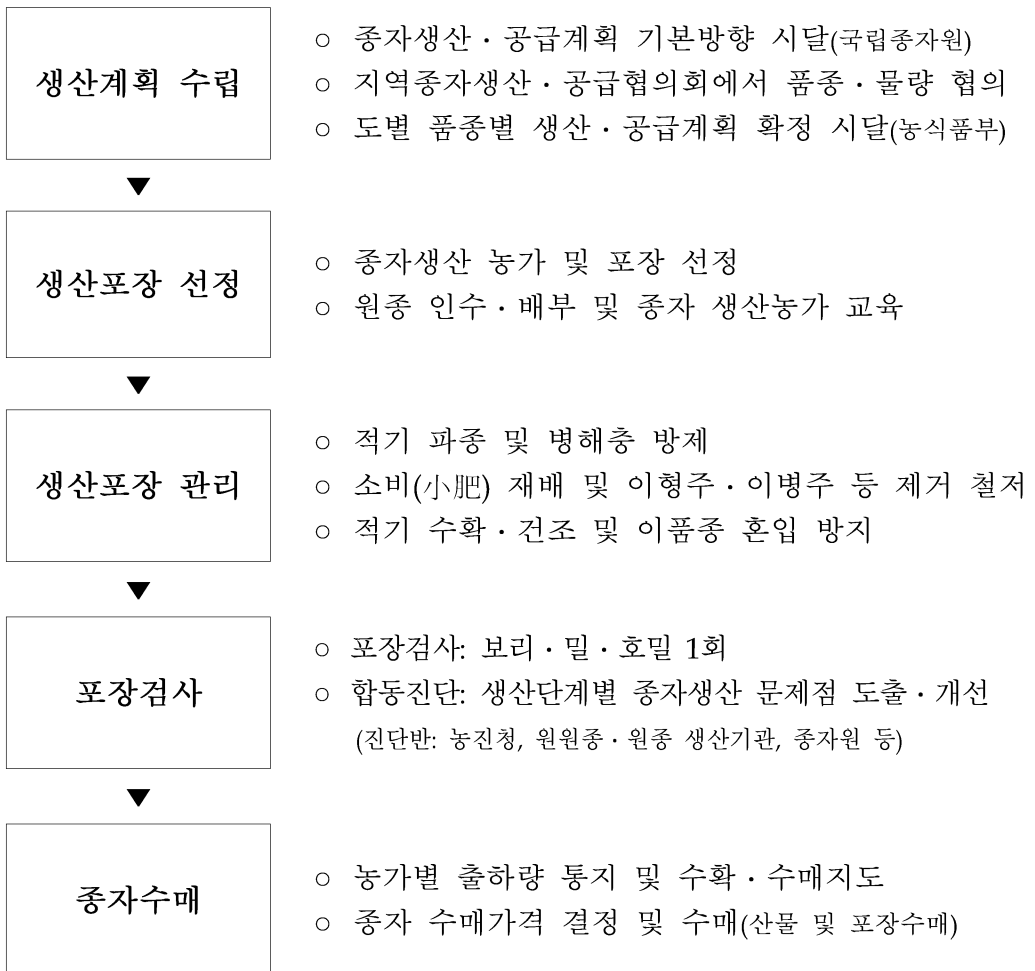 생산계획 수립
○ 종자생산·공급계획 기본방향 시달(국립종자원)
○ 지역종자생산·공급협의회에서 품종·물량 협의
○ 도별 품종별 생산·공급계획 확정 시달(농식품부)
▼
생산포장 선정
○ 종자생산 농가 및 포장 선정
○ 원종 인수·배부 및 종자 생산농가 교육
▼
생산포장 관리
○ 적기 파종 및 병해충 방제
○ 소비(小肥) 재배 및 이형주·이병주 등 제거 철저
○ 적기 수확·건조 및 이품종 혼입 방지
▼
포장검사
○ 포장검사: 보리·밀·호밀 1회
○ 합동진단: 생산단계별 종자생산 문제점 도출·개선
(진단반: 농진청, 원원종·원종 생산기관, 종자원 등)
▼
종자수매
○ 농가별 출하량 통지 및 수확·수매지도
○ 종자 수매가격 결정 및 수매(산물 및 포장수매)